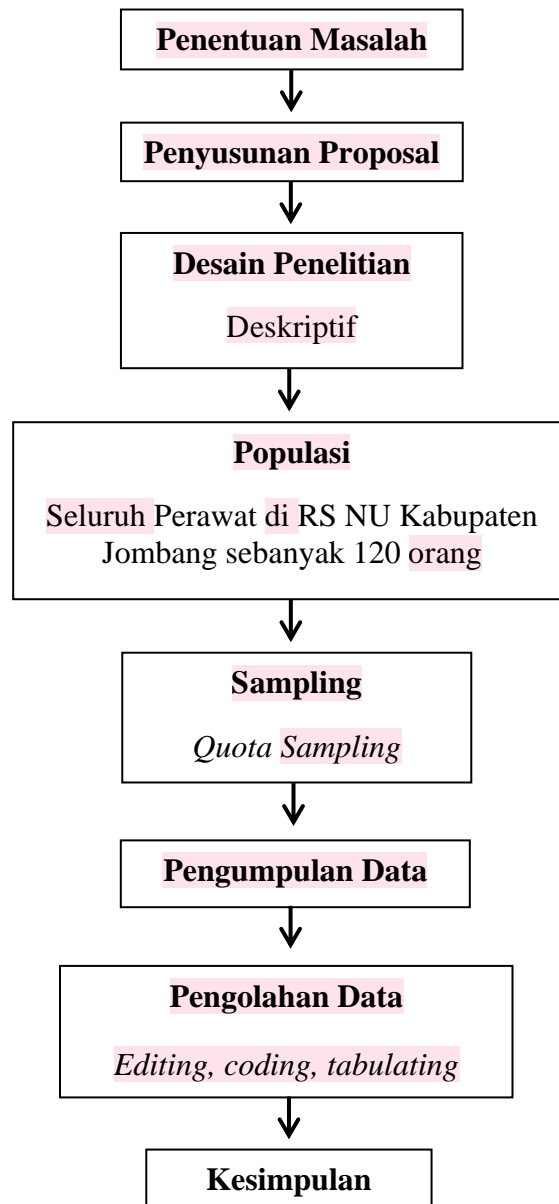 Penentuan Masalah
Penyusunan Proposal
Desain Penelitian
Deskriptif
Populasi
Seluruh Perawat di RS NU Kabupaten
Jombang sebanyak 120 orang
Sampling
Quota Sampling
Pengumpulan Data
Pengolahan Data
Editing, coding, tabulating
Kesimpulan